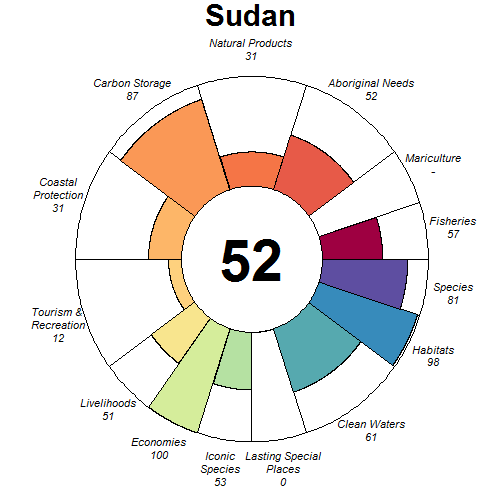 Sudan
Natural Products
31
Carbon Storage
87
Aboriginal Needs
52
Mariculture
-
Coastal
Protection
31
Fisheries
57
52
Species
81
Tourism &
Recreation
12
Habitats
98
Livelihoods
51
Clean Waters
61
Economies
100
Iconic
Species
53
Lasting Special
Places
0